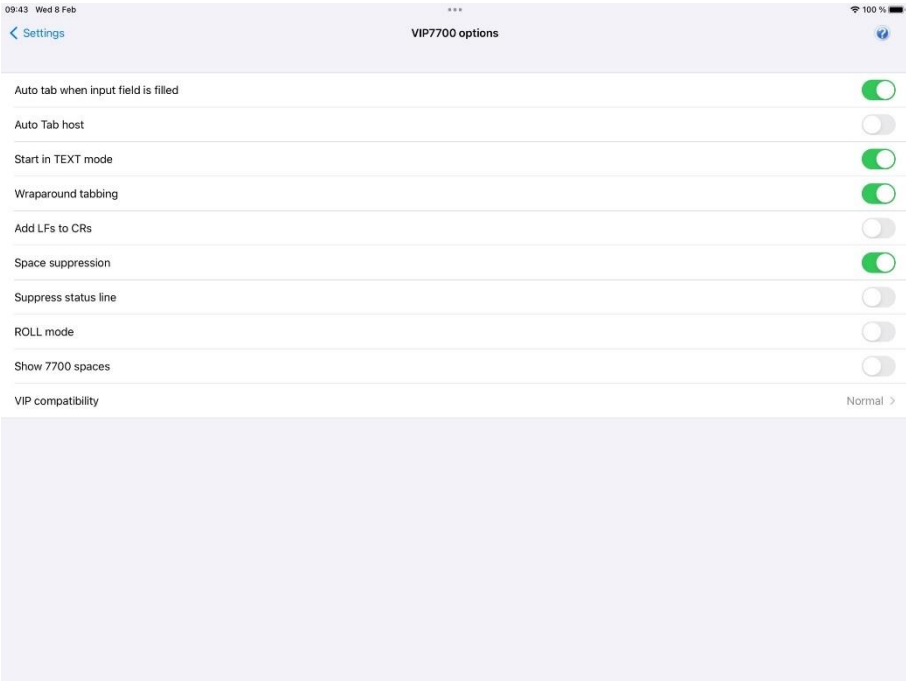 09:43 Wed 8 Feb 100 %
Settings VIP7700 options ?
Auto tab when input field is filled
Auto Tab host
Start in TEXT mode
Wraparound tabbing
Add LFs to CRs
Space suppression
Suppress status line
ROLL mode
Show 7700 spaces
VIP compatibility Normal